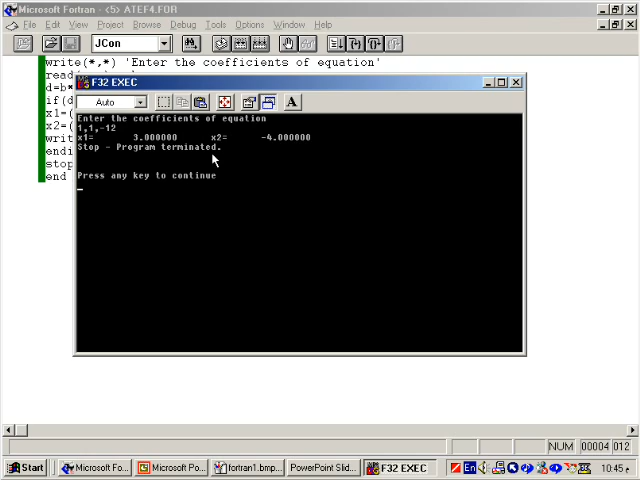 Microsoft Fortran - <5> ATEF4.FOR
File Edit View Project Browse Debug Tools Options Window Help
JCon
write(*,*) 'Enter the coefficients of equation'
F32 EXEC
Auto
A
read(
d=b*
if(d
x1=(
x2=(
writ
endi
stop
end
Enter the coefficients of equation
1,1,-12
x1= 3.000000 x2= -4.000000
Stop - Program terminated.
Press any key to continue
NUM 00004 012
Start Microsoft Fo... Microsoft Po... fortran1.bmp... PowerPoint Slid... F32 EXEC En 10:45 م